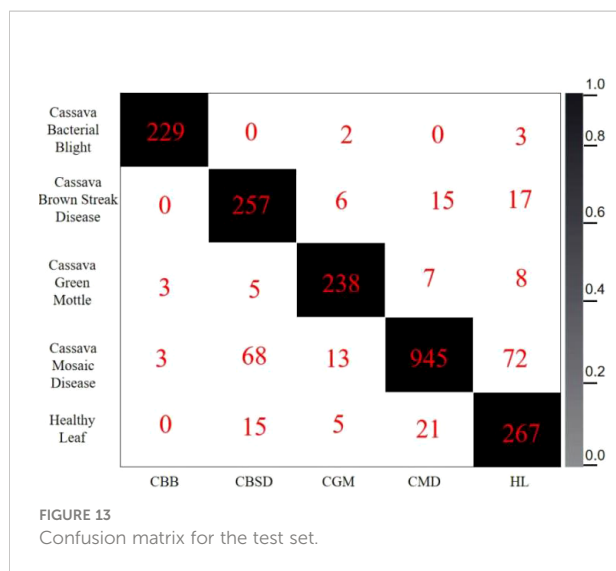 Cassava
Bacterial
Blight
229 0 2 0 3
Cassava
Brown Streak
Disease
0 257 6 15 17
Cassava
Green
Mottle
3 5 238 7 8
Cassava
Mosaic
Disease
3 68 13 945 72
Healthy
Leaf
0 15 5 21 267
CBB CBSD CGM CMD HL
1.0
0.8
0.6
0.4
0.2
0.0
FIGURE 13
Confusion matrix for the test set.